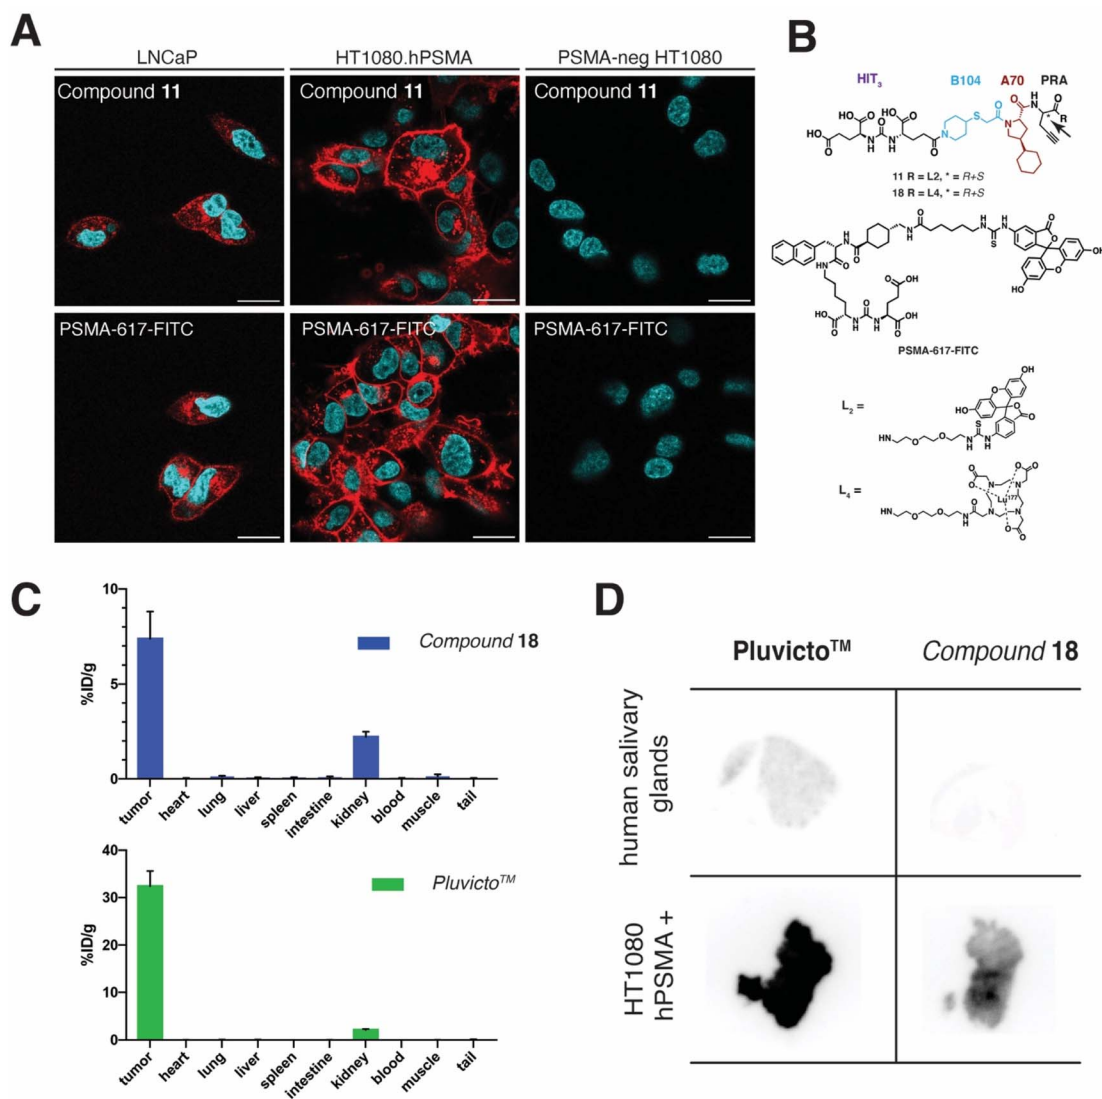 A
LNCaP
HT1080.hPSMA
PSMA-neg HT1080
Compound 11
Compound 11
Compound 11
PSMA-617-FITC
PSMA-617-FITC
PSMA-617-FITC
B
HIT3
B104
A70
PRA
11 R = L2, * = R+S
18 R = L4, * = R+S
PSMA-617-FITC
L2 =
L4 =
Lu177
C
%ID/g
10
5
0
Compound 18
tumor
heart
lung
liver
spleen
intestine
kidney
blood
muscle
tail
%ID/g
40
30
20
10
0
Pluvicto™
tumor
heart
lung
liver
spleen
intestine
kidney
blood
muscle
tail
D
Pluvicto™
Compound 18
human salivary
glands
HT1080
hPSMA +